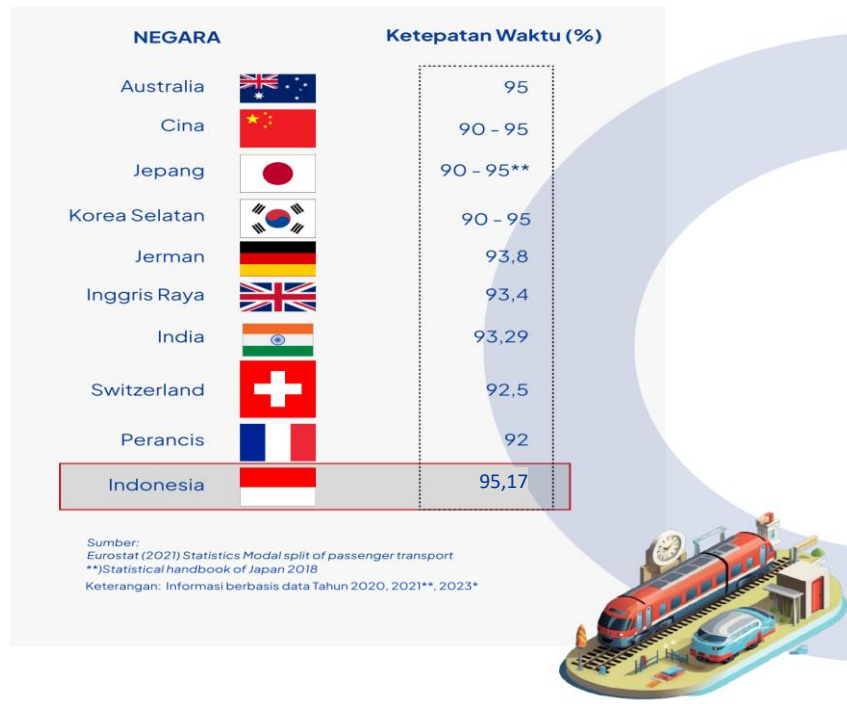 NEGARA Ketepatan Waktu (%)
Australia 95
Cina 90 - 95
Jepang 90 - 95**
Korea Selatan 90 - 95
Jerman 93,8
Inggris Raya 93,4
India 93,29
Switzerland 92,5
Perancis 92
Indonesia 95,17
Sumber:
Eurostat (2021) Statistics Modal split of passenger transport
**)Statistical handbook of Japan 2018
Keterangan: Informasi berbasis data Tahun 2020, 2021**, 2023*